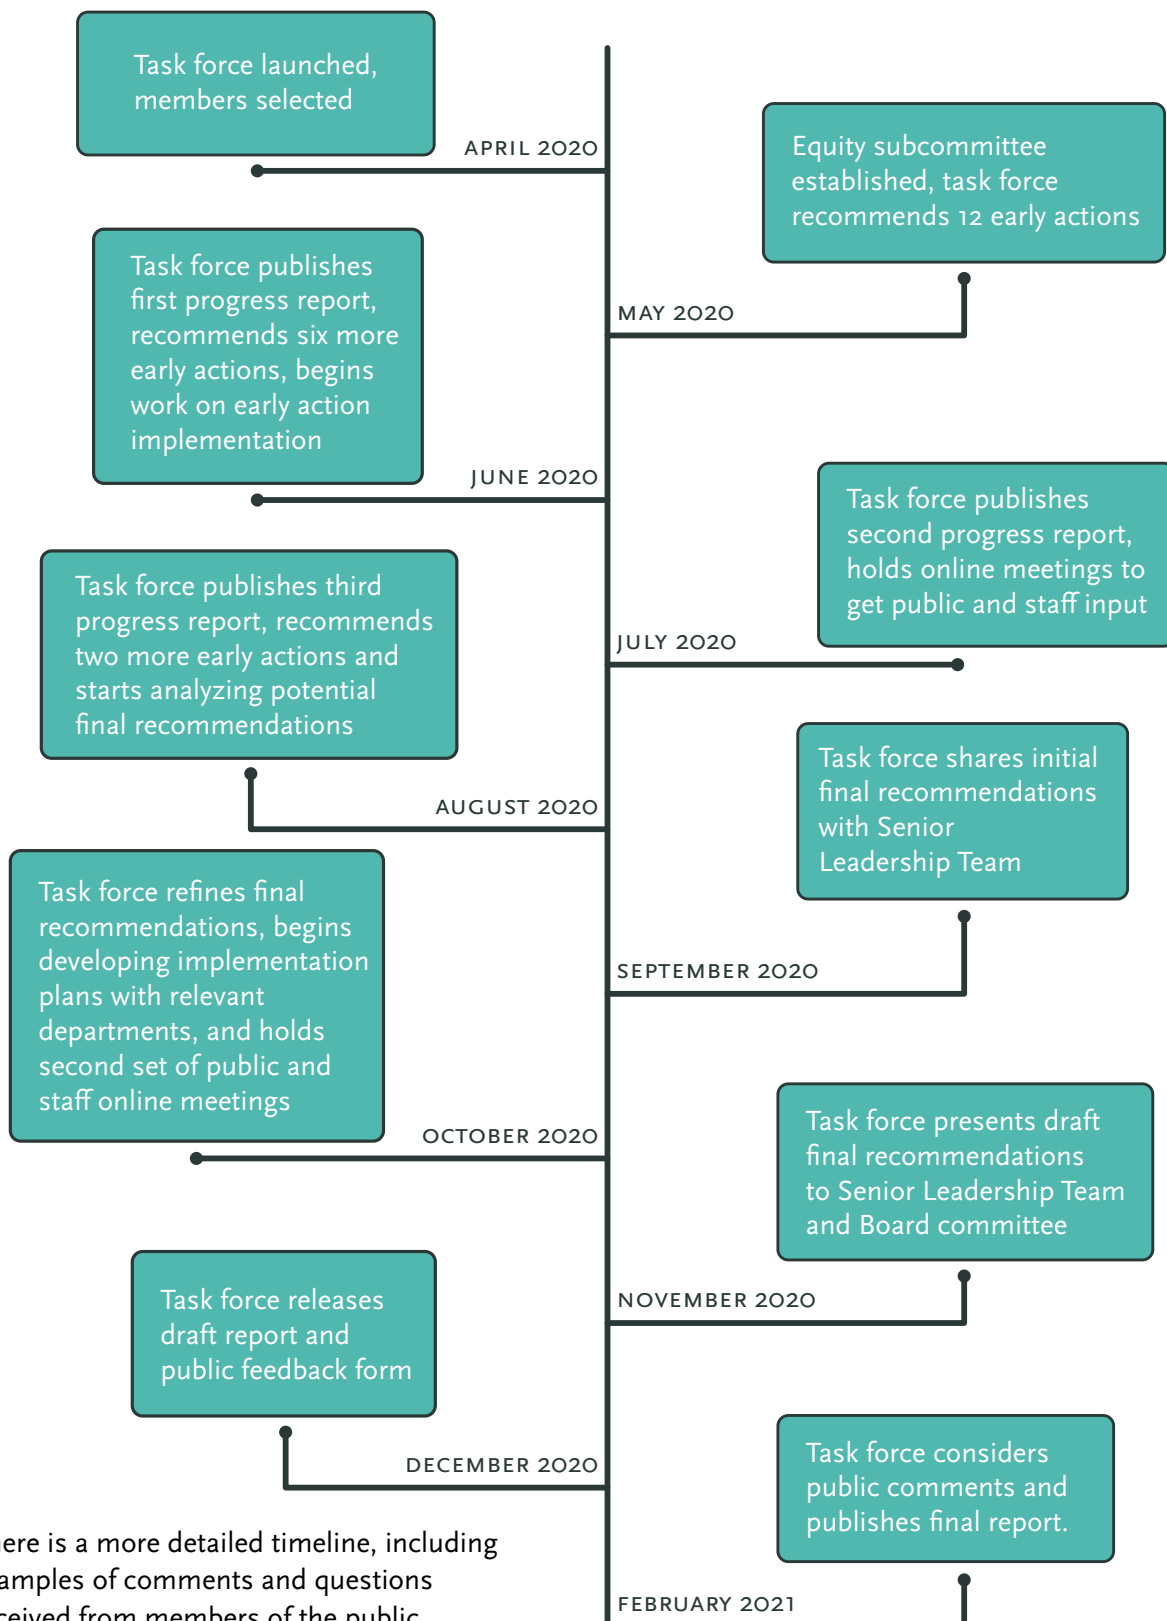 Task force launched,
members selected
APRIL 2020
Equity subcommittee
established, task force
recommends 12 early actions
MAY 2020
Task force publishes
first progress report,
recommends six more
early actions, begins
work on early action
implementation
JUNE 2020
Task force publishes
second progress report,
holds online meetings to
get public and staff input
JULY 2020
Task force publishes third
progress report, recommends
two more early actions and
starts analyzing potential
final recommendations
AUGUST 2020
Task force shares initial
final recommendations
with Senior
Leadership Team
SEPTEMBER 2020
Task force refines final
recommendations, begins
developing implementation
plans with relevant
departments, and holds
second set of public and
staff online meetings
OCTOBER 2020
Task force presents draft
final recommendations
to Senior Leadership Team
and Board committee
NOVEMBER 2020
Task force releases
draft report and
public feedback form
DECEMBER 2020
Task force considers
public comments and
publishes final report.
FEBRUARY 2021
is a more detailed timeline, including
of comments and questions
from members of the public